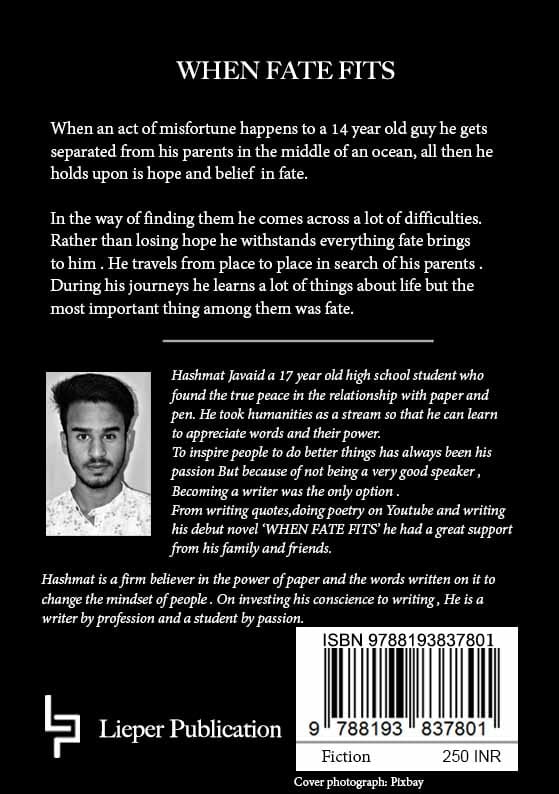 WHEN FATE FITS
When an act of misfortune happens to a 14 year old guy he gets
separated from his parents in the middle of an ocean, all then he
holds upon is hope and belief in fate.
In the way of finding them he comes across a lot of difficulties.
Rather than losing hope he withstands everything fate brings
to him . He travels from place to place in search of his parents .
During his journeys he learns a lot of things about life but the
most important thing among them was fate.
Hashmat Javaid a 17 year old high school student who
found the true peace in the relationship with paper and
pen. He took humanities as a stream so that he can learn
to appreciate words and their power.
To inspire people to do better things has always been his
passion But because of not being a very good speaker ,
Becoming a writer was the only option .
From writing quotes,doing poetry on Youtube and writing
his debut novel ‘WHEN FATE FITS’ he had a great support
from his family and friends.
Hashmat is a firm believer in the power of paper and the words written on it to
change the mindset of people . On investing his conscience to writing , He is a
writer by profession and a student by passion.
ISBN 9788193837801
9 788193 837801
Lieper Publication
Fiction 250 INR
Cover photograph: Pixbay